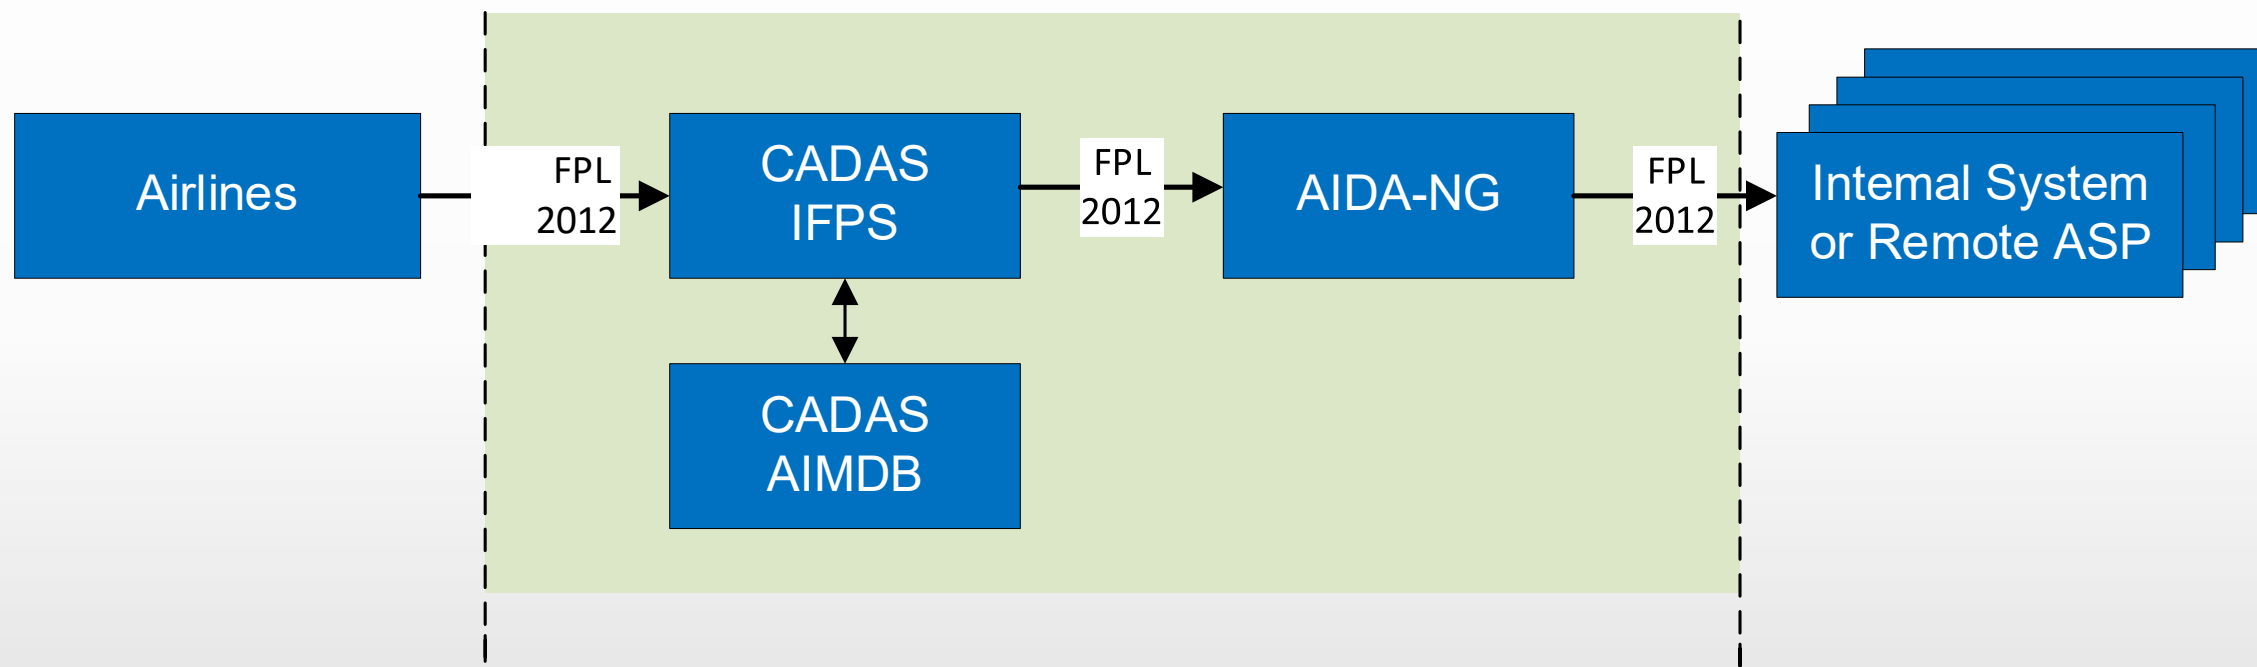 Airlines
FPL
2012
CADAS
IFPS
FPL
2012
AIDA-NG
FPL
2012
Intemal System
or Remote ASP
CADAS
AIMDB